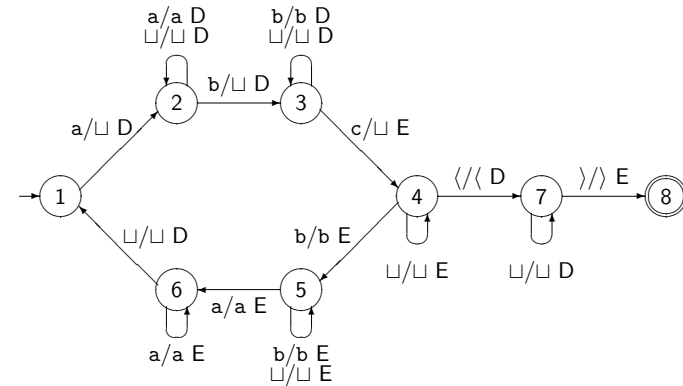 a/a D
⊔/⊔ D
b/b D
⊔/⊔ D
2
b/⊔ D
3
a/⊔ D
c/⊔ E
1
4
⟨/⟨ D
7
⟩/⟩ E
8
⊔/⊔ D
b/b E
⊔/⊔ E
⊔/⊔ D
6
a/a E
5
a/a E
b/b E
⊔/⊔ E